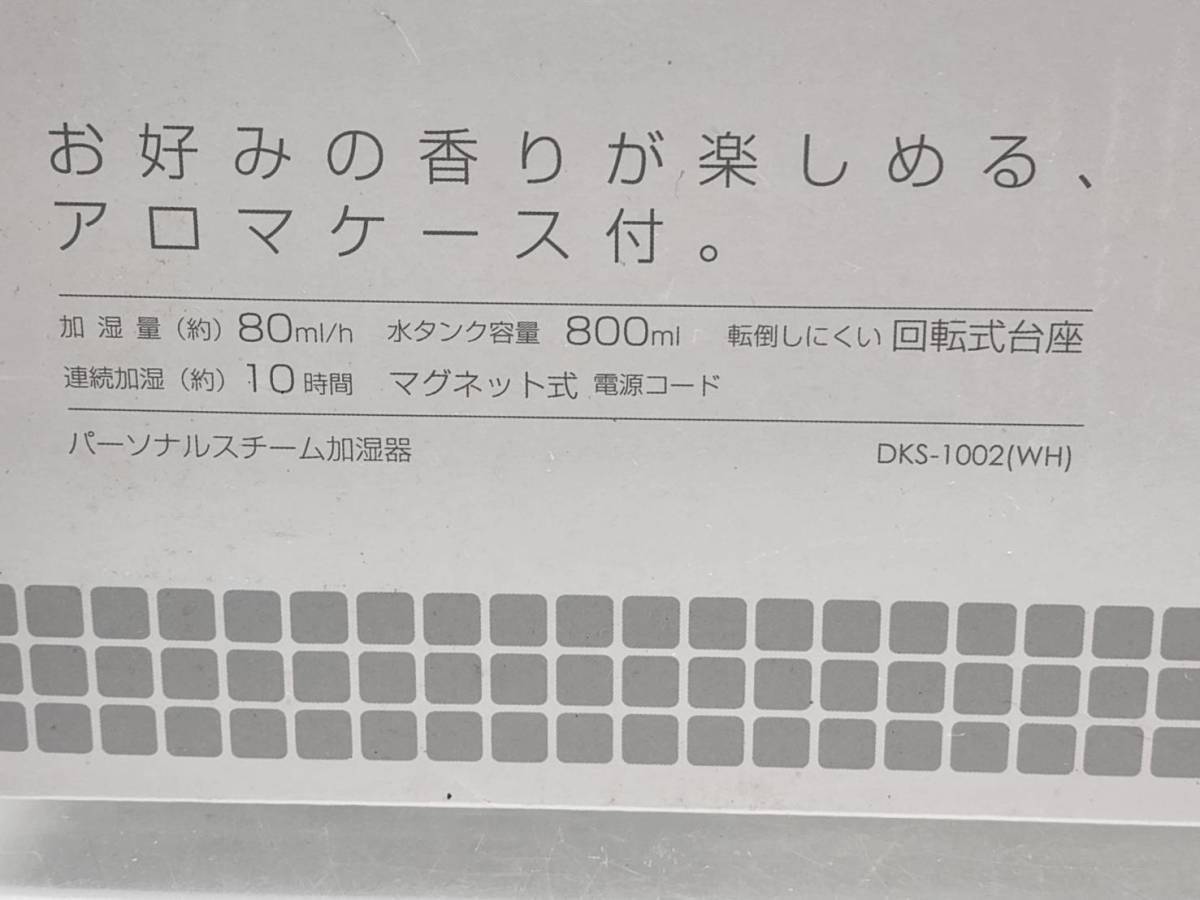 お好みの香りが楽しめる、
アロマケース付。
加湿量（約）80ml/h 水タンク容量 800ml 転倒しにくい 回転式台座
連続加湿（約）10時間 マグネット式 電源コード
パーソナルスチーム加湿器 DKS-1002(WH)